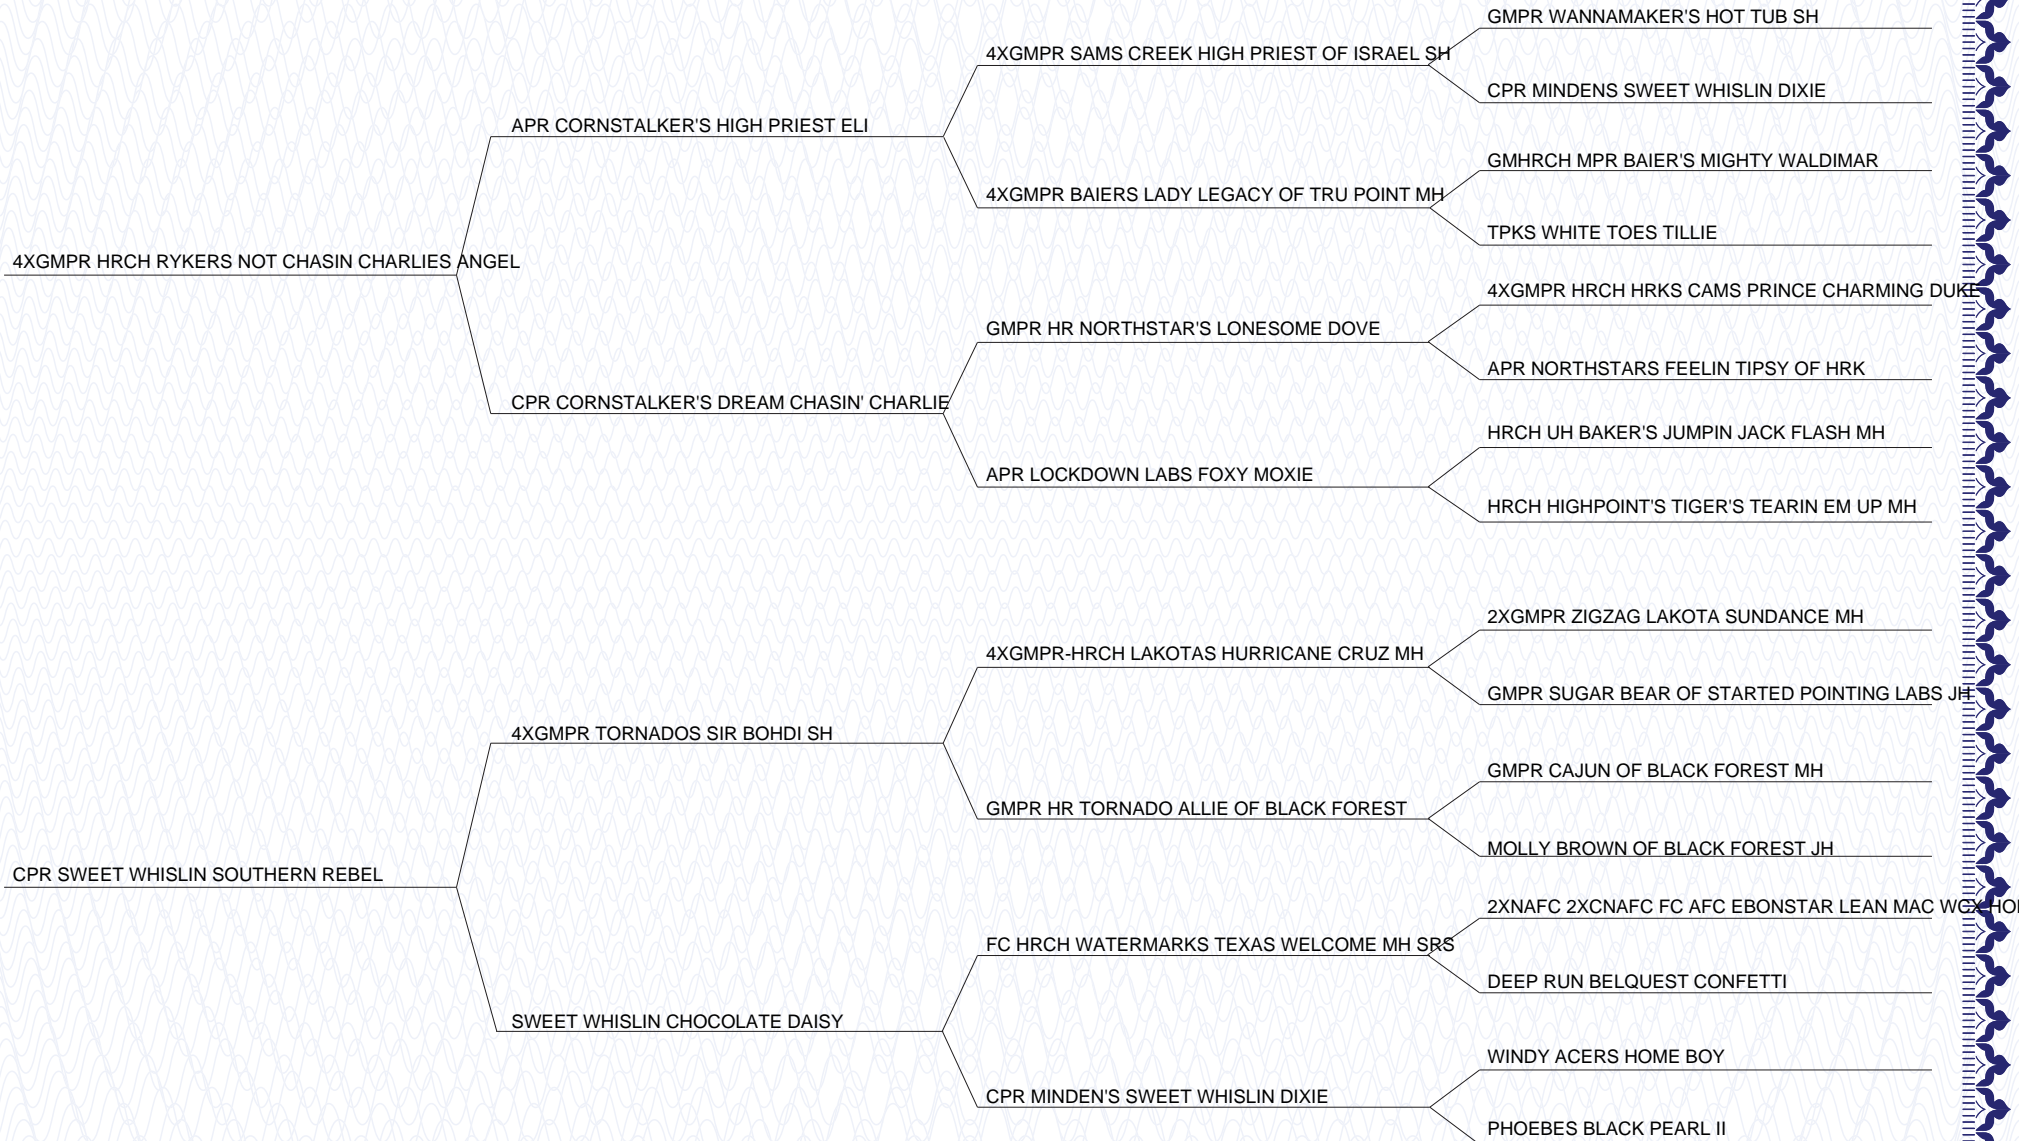 GMPR WANNAMAKER'S HOT TUB SH
4XGMPR SAMS CREEK HIGH PRIEST OF ISRAEL SH
CPR MINDENS SWEET WHISLIN DIXIE
APR CORNSTALKER'S HIGH PRIEST ELI
GMHRCH MPR BAIER'S MIGHTY WALDIMAR
4XGMPR BAIERS LADY LEGACY OF TRU POINT MH
TPKS WHITE TOES TILLIE
4XGMPR HRCH RYKERS NOT CHASIN CHARLIES ANGEL
4XGMPR HRCH HRKS CAMS PRINCE CHARMING DUKE
GMPR HR NORTHSTAR'S LONESOME DOVE
APR NORTHSTARS FEELIN TIPSY OF HRK
CPR CORNSTALKER'S DREAM CHASIN' CHARLIE
HRCH UH BAKER'S JUMPIN JACK FLASH MH
APR LOCKDOWN LABS FOXY MOXIE
HRCH HIGHPOINT'S TIGER'S TEARIN EM UP MH
2XGMPR ZIGZAG LAKOTA SUNDANCE MH
4XGMPR-HRCH LAKOTAS HURRICANE CRUZ MH
GMPR SUGAR BEAR OF STARTED POINTING LABS JH
4XGMPR TORNADOS SIR BOHDI SH
GMPR CAJUN OF BLACK FOREST MH
GMPR HR TORNADO ALLIE OF BLACK FOREST
MOLLY BROWN OF BLACK FOREST JH
CPR SWEET WHISLIN SOUTHERN REBEL
2XNAFC 2XCNAFC FC AFC EBONSTAR LEAN MAC WCX
FC HRCH WATERMARKS TEXAS WELCOME MH SRS
DEEP RUN BELQUEST CONFETTI
SWEET WHISLIN CHOCOLATE DAISY
WINDY ACERS HOME BOY
CPR MINDEN'S SWEET WHISLIN DIXIE
PHOEBES BLACK PEARL II